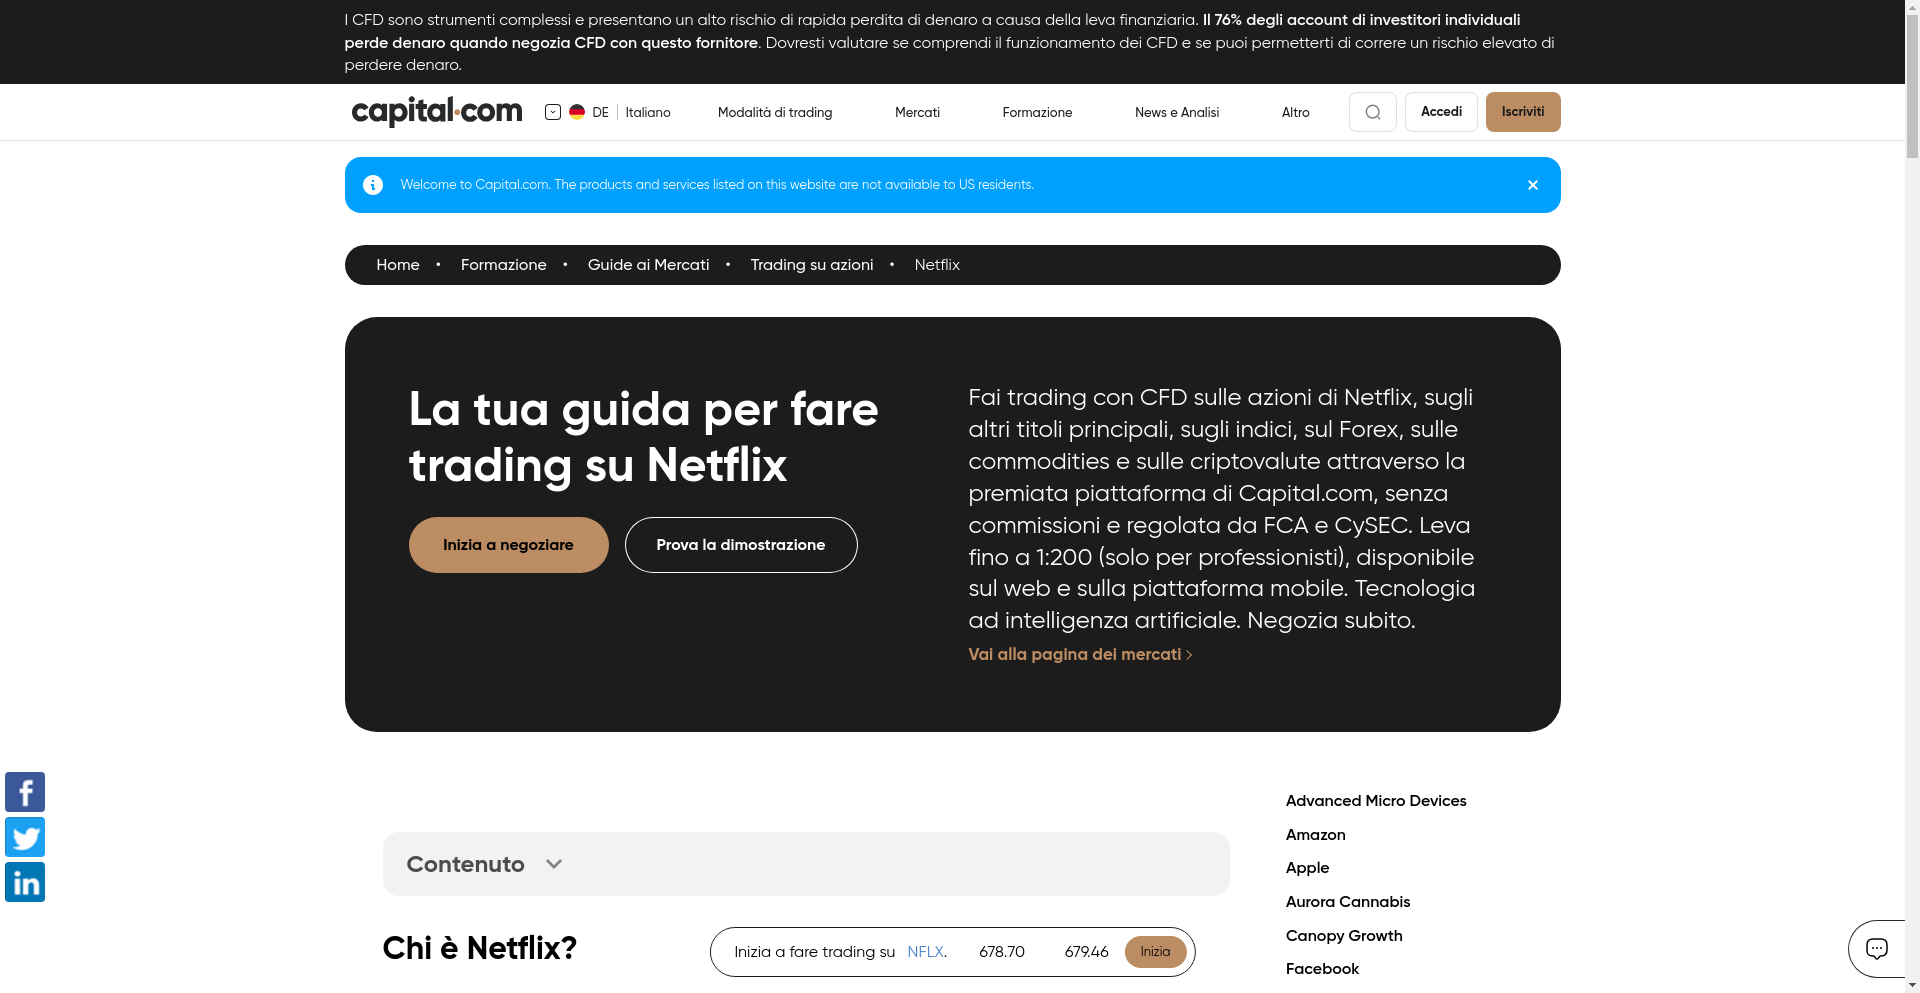 I CFD sono strumenti complessi e presentano un alto rischio di rapida perdita di denaro a causa della leva finanziaria. Il 76% degli account di investitori individuali
perde denaro quando negozia CFD con questo fornitore. Dovresti valutare se comprendi il funzionamento dei CFD e se puoi permetterti di correre un rischio elevato di
perdere denaro.
capital.com DE Italiano Modalità di trading Mercati Formazione News e Analisi Altro Accedi Iscriviti
Welcome to Capital.com. The products and services listed on this website are not available to US residents.
Home • Formazione • Guide ai Mercati • Trading su azioni • Netflix
La tua guida per fare
trading su Netflix
Inizia a negoziare Prova la dimostrazione
Fai trading con CFD sulle azioni di Netflix, sugli
altri titoli principali, sugli indici, sul Forex, sulle
commodities e sulle criptovalute attraverso la
premiata piattaforma di Capital.com, senza
commissioni e regolata da FCA e CySEC. Leva
fino a 1:200 (solo per professionisti), disponibile
sul web e sulla piattaforma mobile. Tecnologia
ad intelligenza artificiale. Negozia subito.
Vai alla pagina dei mercati
Contenuto
Chi è Netflix?
Inizia a fare trading su NFLX. 678.70 679.46 Inizia
Advanced Micro Devices
Amazon
Apple
Aurora Cannabis
Canopy Growth
Facebook